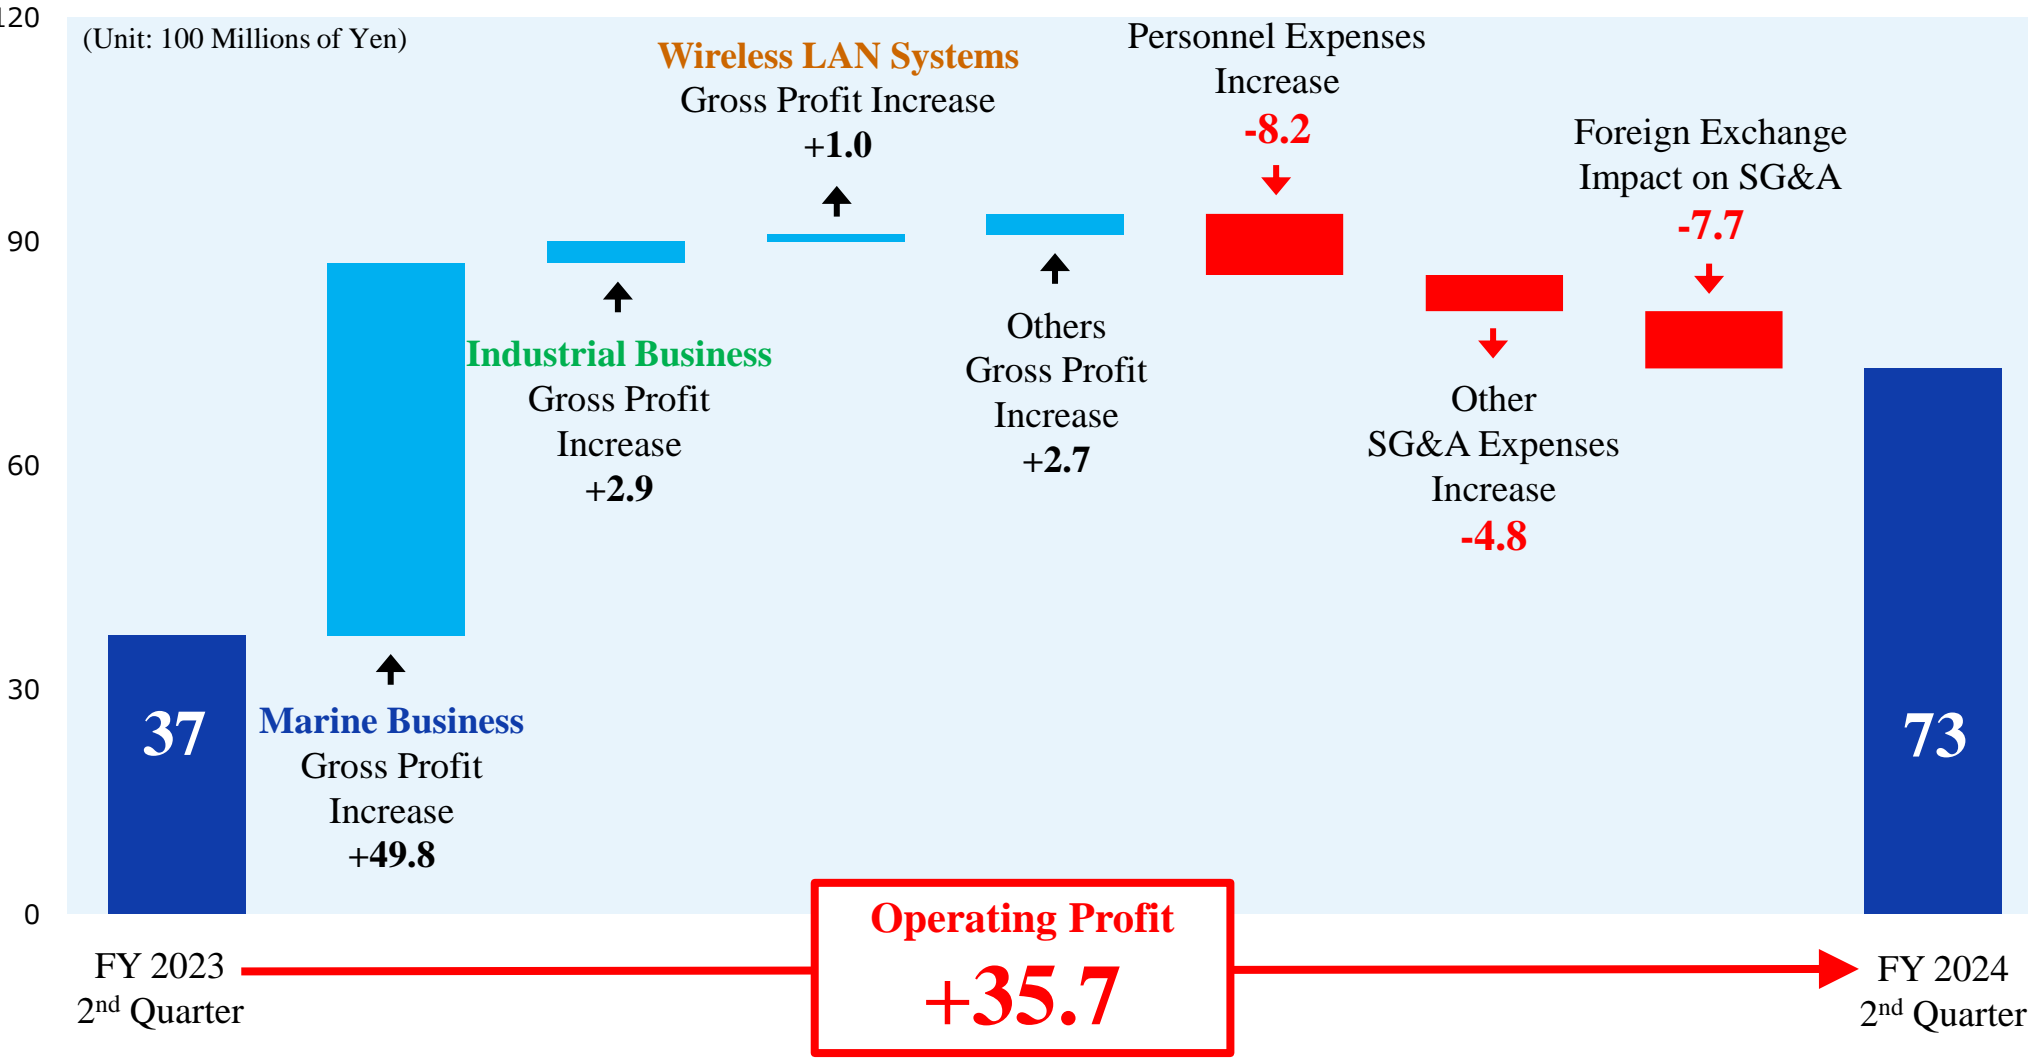 120
90
60
30
0
(Unit: 100 Millions of Yen)
37
Marine Business
Gross Profit
Increase
+49.8
Industrial Business
Gross Profit
Increase
+2.9
Wireless LAN Systems
Gross Profit Increase
+1.0
Others
Gross Profit
Increase
+2.7
Personnel Expenses
Increase
-8.2
Other
SG&A Expenses
Increase
-4.8
Foreign Exchange
Impact on SG&A
-7.7
73
FY 2023
2nd Quarter
Operating Profit
+35.7
FY 2024
2nd Quarter